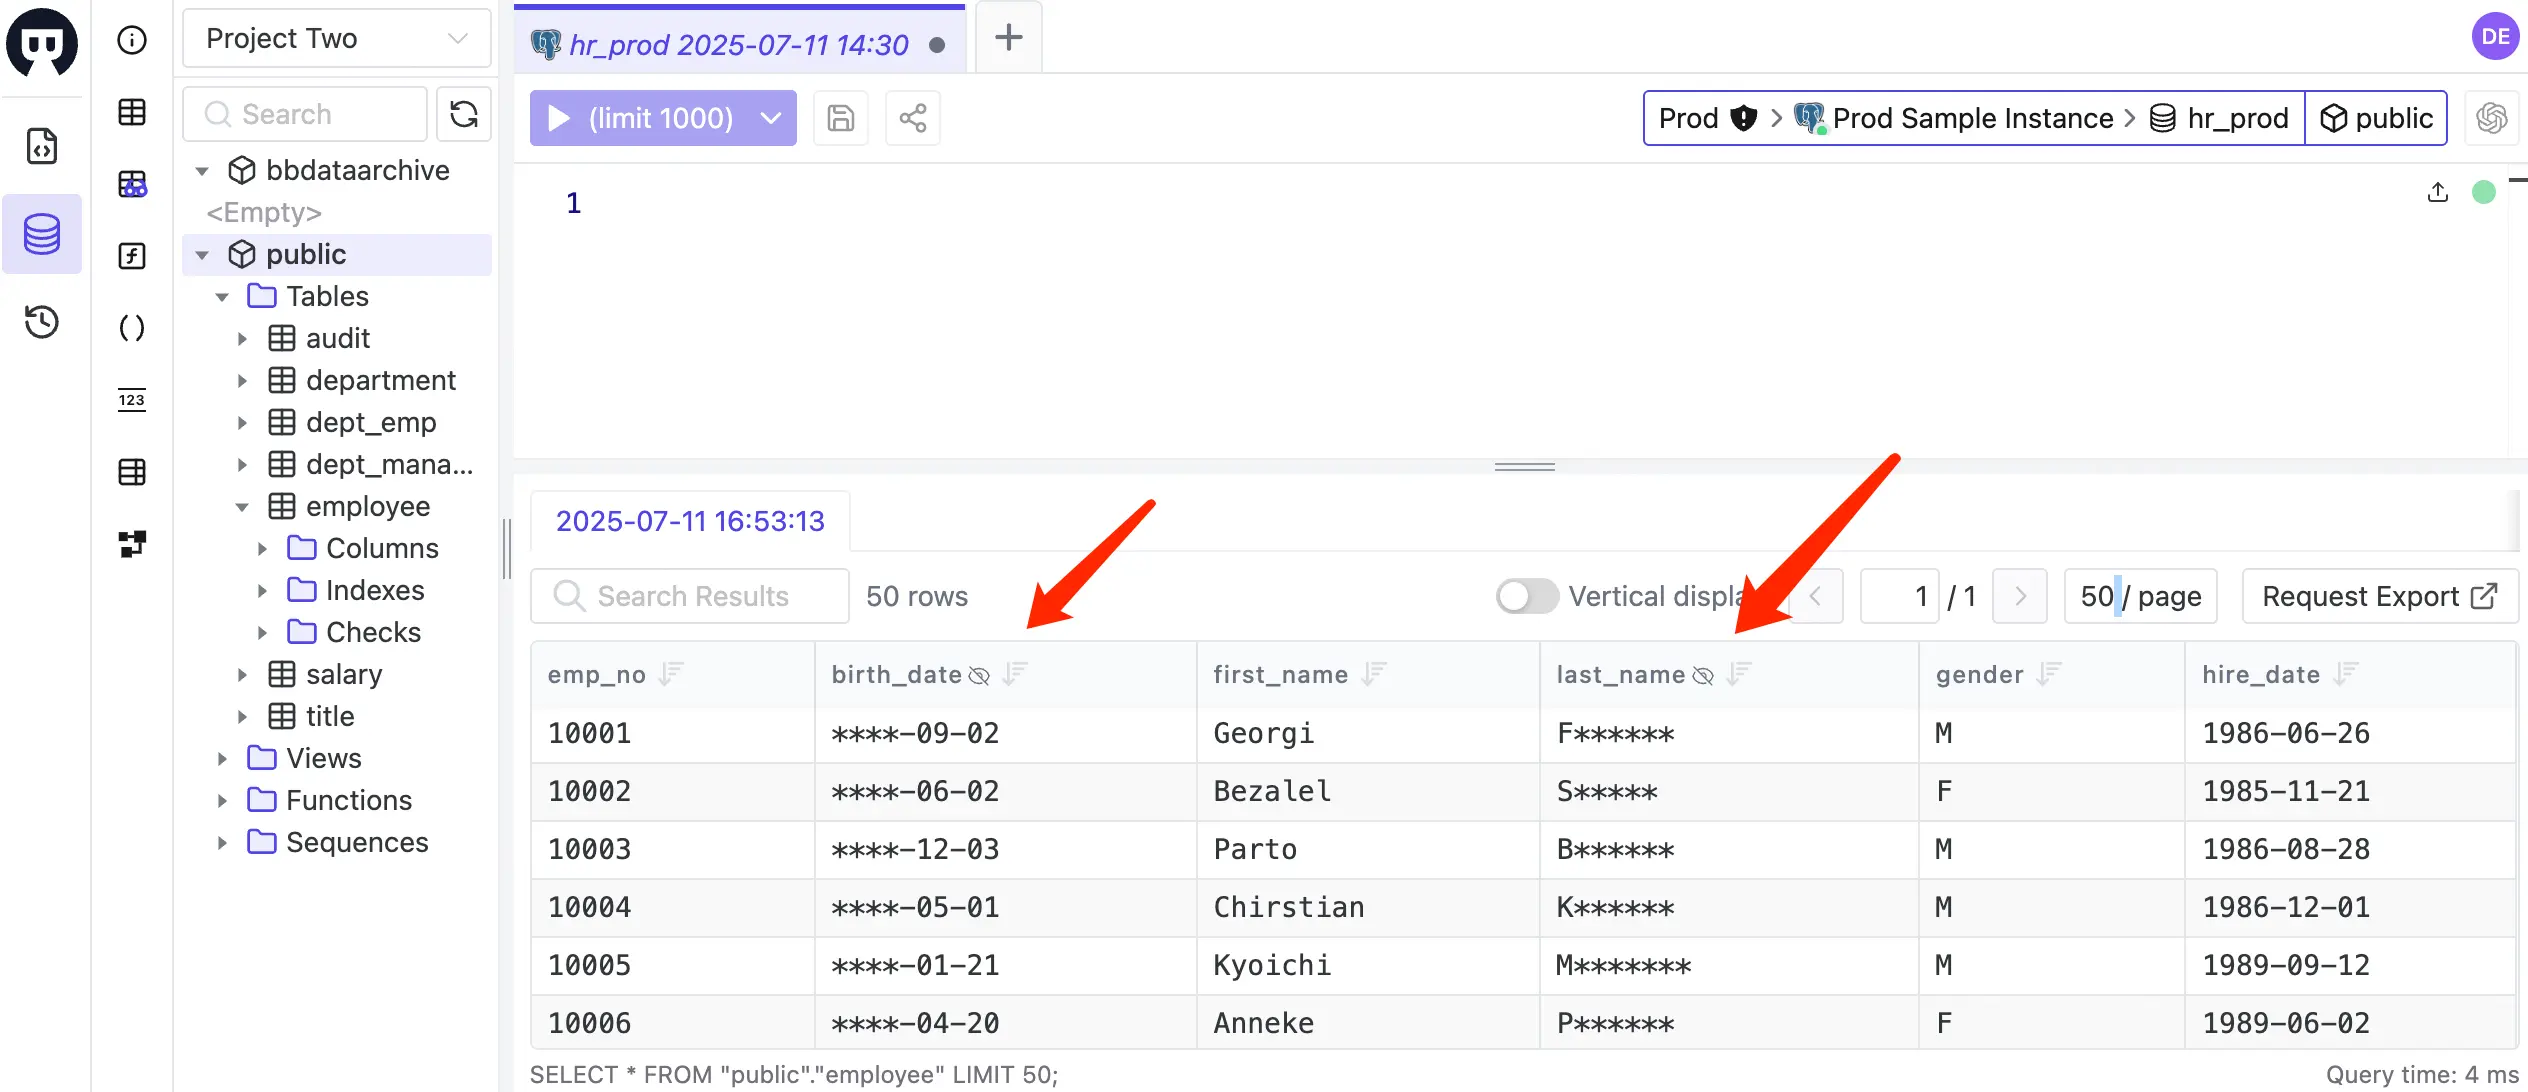 Project Two
hr_prod 2025-07-11 14:30
DE
Search
(limit 1000)
Prod > Prod Sample Instance > hr_prod public
bbdataarchive
<Empty>
public
Tables
audit
department
dept_emp
dept_mana...
employee
Columns
Indexes
Checks
salary
title
Views
Functions
Sequences
123
1
2025-07-11 16:53:13
Search Results 50 rows Vertical displa 1 / 1 50 / page Request Export
emp_no birth_date first_name last_name gender hire_date
10001 ****-09-02 Georgi F****** M 1986-06-26
10002 ****-06-02 Bezalel S***** F 1985-11-21
10003 ****-12-03 Parto B****** M 1986-08-28
10004 ****-05-01 Chirstian K****** M 1986-12-01
10005 ****-01-21 Kyoichi M******* M 1989-09-12
10006 ****-04-20 Anneke P****** F 1989-06-02
SELECT * FROM "public"."employee" LIMIT 50; Query time: 4 ms